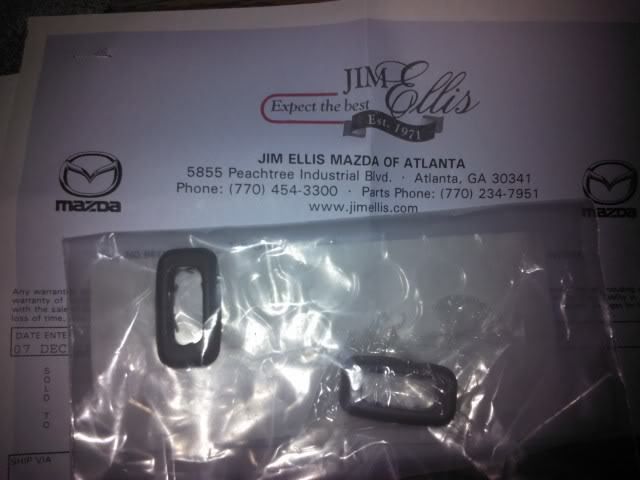 JIM Ellis
Expect the best
Est. 1971
JIM ELLIS MAZDA OF ATLANTA
5855 Peachtree Industrial Blvd. · Atlanta, GA 30341
Phone: (770) 454-3300 · Parts Phone: (770) 234-7951
www.jimellis.com
mazda
mazda
Any warranties
warranty of
with the sale
loss of time,
DATE ENTE
07 DEC
SOLD TO
SHIP VIA